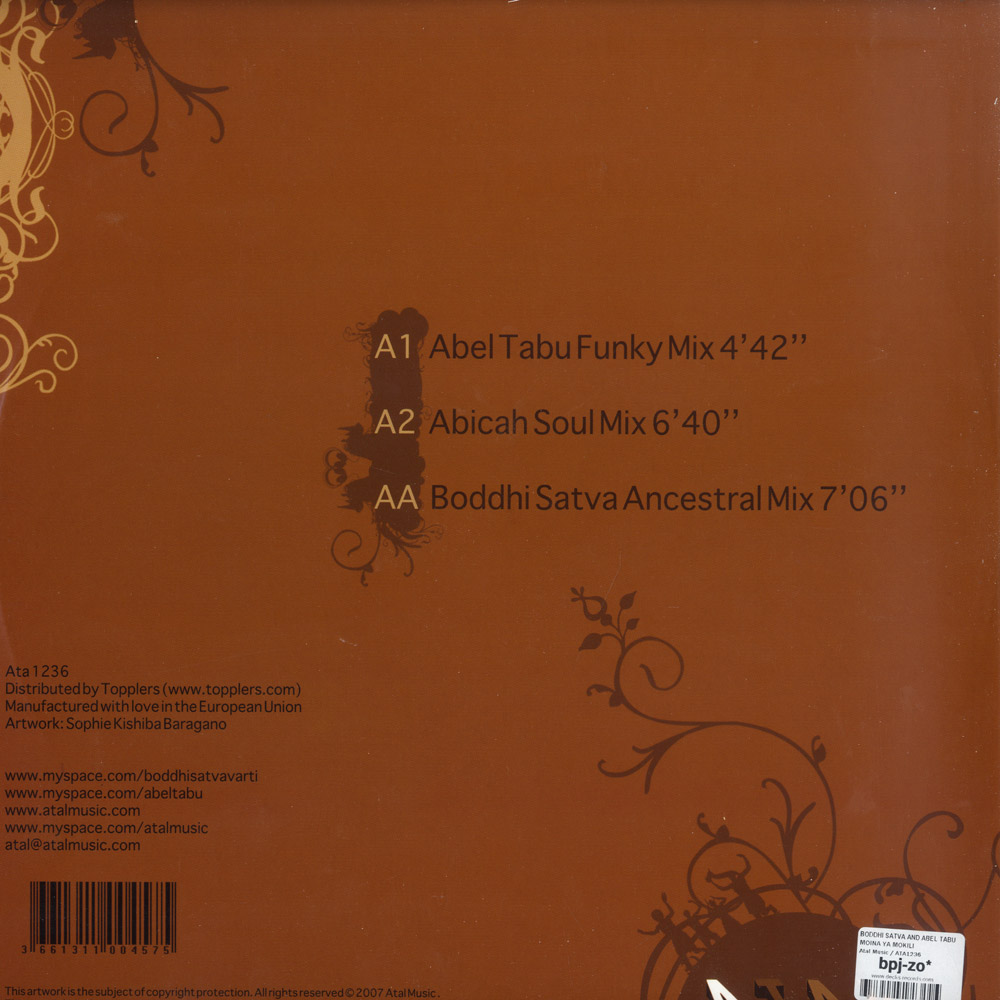 A1 Abel Tabu Funky Mix 4’42’’
A2 Abicah Soul Mix 6’40’’
AA Boddhi Satva Ancestral Mix 7’06’’
Ata 1236
Distributed by Topplers (www.topplers.com)
Manufactured with love in the European Union
Artwork: Sophie Kishiba Baragano
www.myspace.com/boddhisatvavarti
www.myspace.com/abeltabu
www.atalmusic.com
www.myspace.com/atalmusic
atal@atalmusic.com
3 661311 004575
This artwork is the subject of copyright protection. All rights reserved © 2007 Atal Music.
BODDHI SATVA AND ABEL TABU
MOINA YA MOKILI
Atal Music / ATA1236
bpj-zo*
www.decks-records.com